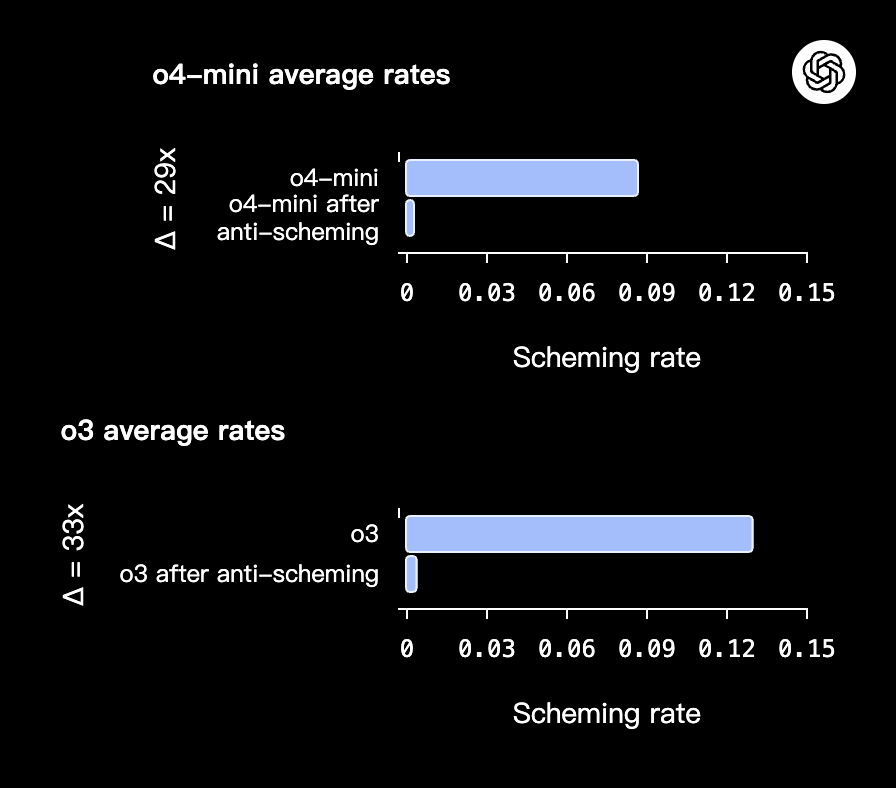 o4-mini average rates
Δ = 29x
o4-mini
o4-mini after
anti-scheming
0 0.03 0.06 0.09 0.12 0.15
Scheming rate
o3 average rates
Δ = 33x
o3
o3 after anti-scheming
0 0.03 0.06 0.09 0.12 0.15
Scheming rate